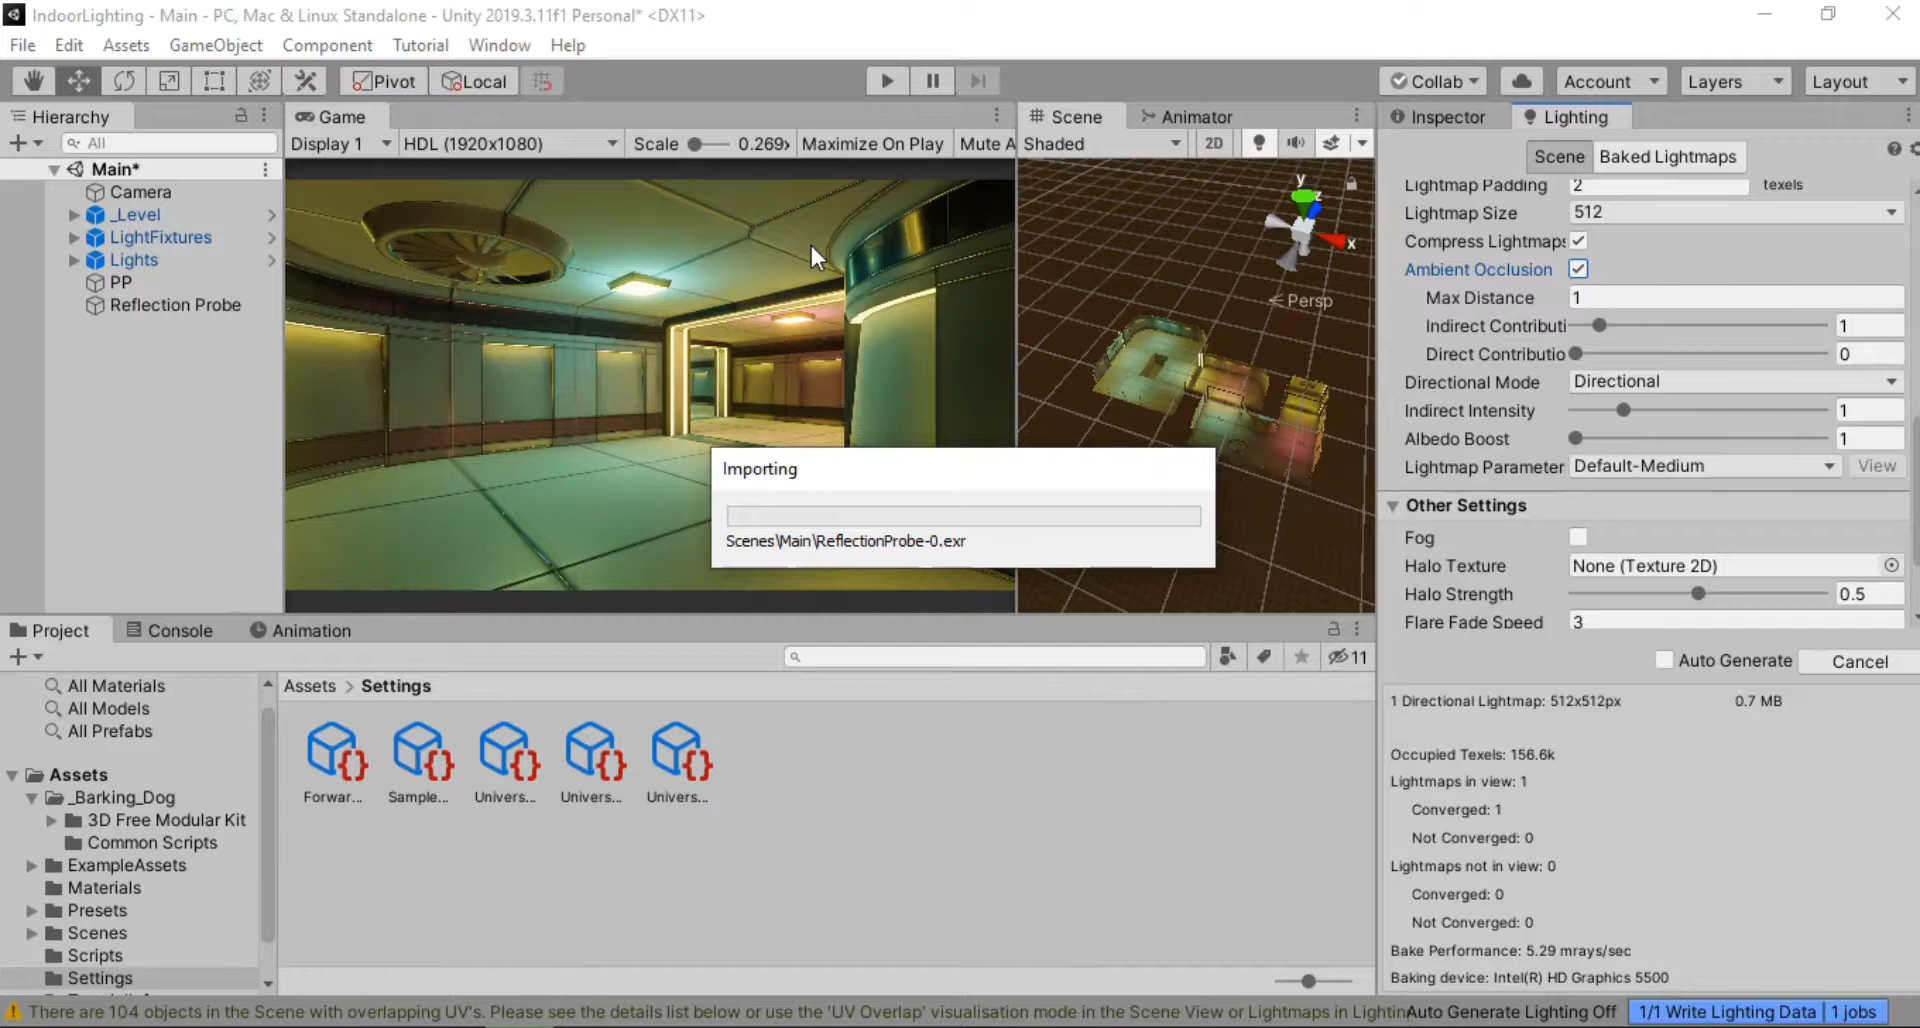 IndoorLighting - Main - PC, Mac & Linux Standalone - Unity 2019.3.11f1 Personal* <DX11>
File Edit Assets GameObject Component Tutorial Window Help
Pivot Local Collab Account Layers Layout
Hierarchy
All
Main*
Camera
_Level
LightFixtures
Lights
PP
Reflection Probe
Game
Display 1 HDL (1920x1080) Scale 0.269 Maximize On Play Mute A
Scene Animator
Shaded 2D
y
z
x
Persp
Importing
Scenes\Main\ReflectionProbe-0.exr
Inspector Lighting
Scene Baked Lightmaps
Lightmap Padding 2 texels
Lightmap Size 512
Compress Lightmaps
Ambient Occlusion
Max Distance 1
Indirect Contributi 1
Direct Contributio 0
Directional Mode Directional
Indirect Intensity 1
Albedo Boost 1
Lightmap Parameter Default-Medium View
Other Settings
Fog
Halo Texture None (Texture 2D)
Halo Strength 0.5
Flare Fade Speed 3
Auto Generate Cancel
1 Directional Lightmap: 512x512px 0.7 MB
Occupied Texels: 156.6k
Lightmaps in view: 1
Converged: 1
Not Converged: 0
Lightmaps not in view: 0
Converged: 0
Not Converged: 0
Bake Performance: 5.29 mrays/sec
Baking device: Intel(R) HD Graphics 5500
Project Console Animation
11
All Materials
All Models
All Prefabs
Assets
_Barking_Dog
3D Free Modular Kit
Common Scripts
ExampleAssets
Materials
Presets
Scenes
Scripts
Settings
Assets > Settings
Forwar... Sample... Univers... Univers... Univers...
There are 104 objects in the Scene with overlapping UV's. Please see the details list below or use the 'UV Overlap' visualisation mode in the Scene View or Lightmaps in Lightin
Auto Generate Lighting Off 1/1 Write Lighting Data | 1 jobs